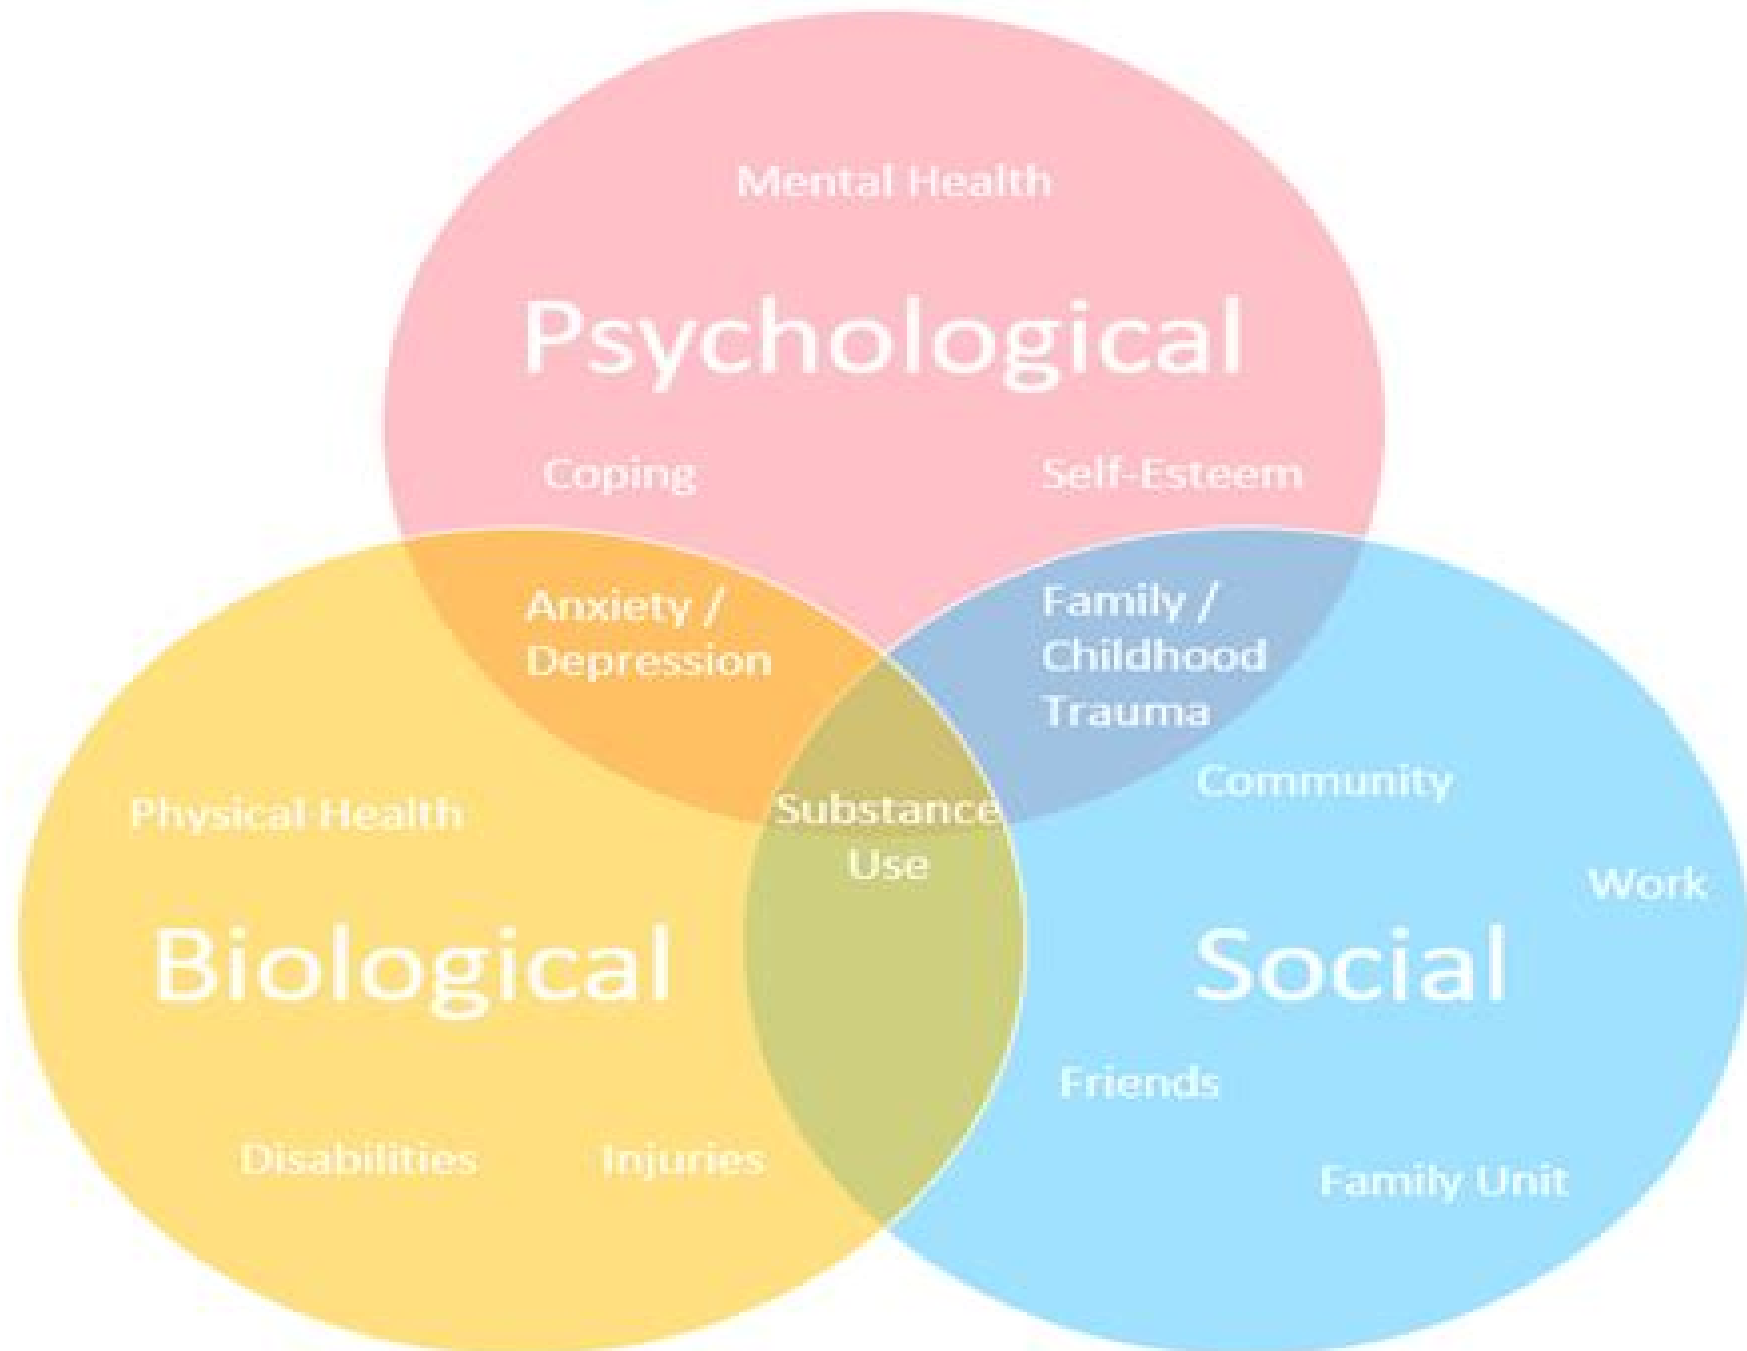 Mental Health
Psychological
Coping
Self-Esteem
Anxiety /
Depression
Family /
Childhood
Trauma
Physical Health
Substance
Use
Community
Work
Biological
Social
Friends
Disabilities
Injuries
Family Unit